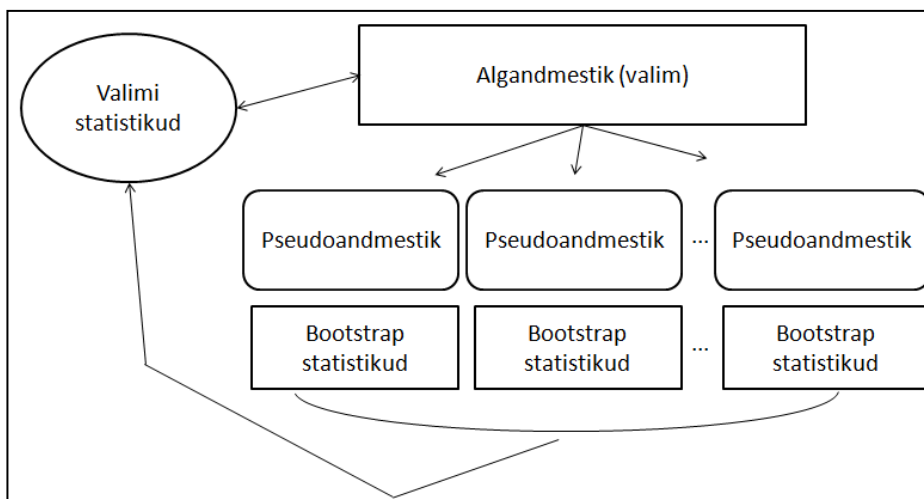 Valimi
statistikud
Algandmestik (valim)
Pseudoandmestik
Pseudoandmestik
...
Pseudoandmestik
Bootstrap
statistikud
Bootstrap
statistikud
...
Bootstrap
statistikud